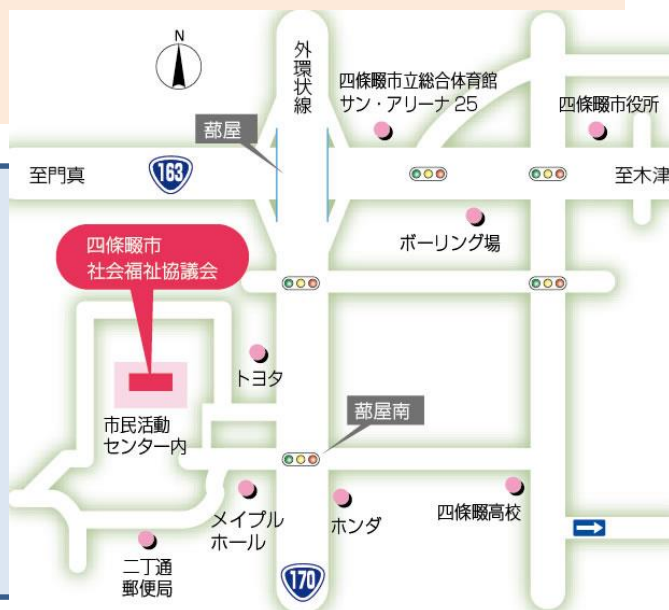 N
外環状線
四條畷市立総合体育館
サン・アリーナ 25
四條畷市役所
蔀屋
至門真
163
至木津
ボーリング場
四條畷市
社会福祉協議会
トヨタ
蔀屋南
市民活動
センター内
メイプル
ホール
ホンダ
四條畷高校
二丁通
郵便局
170